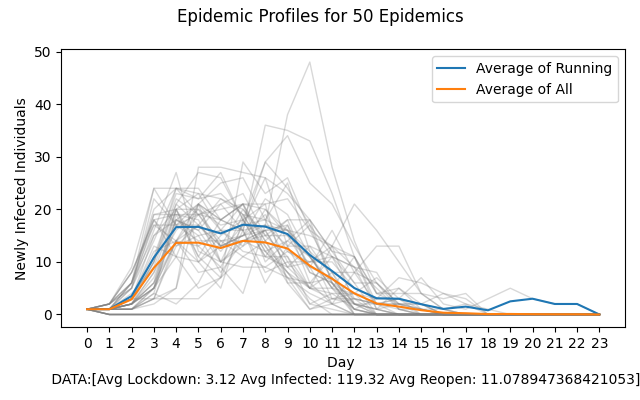 Epidemic Profiles for 50 Epidemics
50
40
30
20
10
0
Newly Infected Individuals
Average of Running
Average of All
0 1 2 3 4 5 6 7 8 9 10 11 12 13 14 15 16 17 18 19 20 21 22 23
Day
DATA:[Avg Lockdown: 3.12 Avg Infected: 119.32 Avg Reopen: 11.078947368421053]